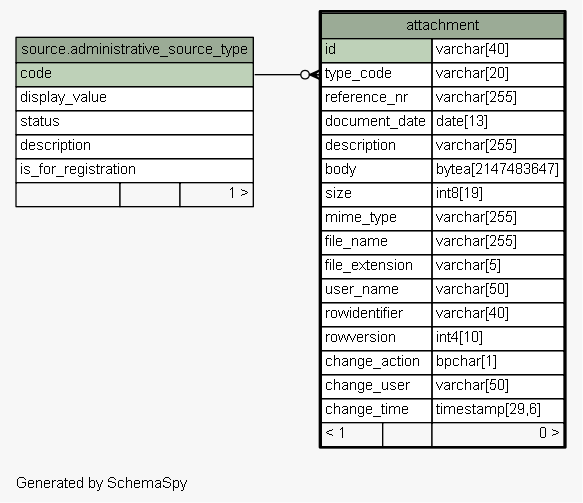 source.administrative_source_type
code
display_value
status
description
is_for_registration
1 >
attachment
id varchar[40]
type_code varchar[20]
reference_nr varchar[255]
document_date date[13]
description varchar[255]
body bytea[2147483647]
size int8[19]
mime_type varchar[255]
file_name varchar[255]
file_extension varchar[5]
user_name varchar[50]
rowidentifier varchar[40]
rowversion int4[10]
change_action bpchar[1]
change_user varchar[50]
change_time timestamp[29,6]
< 1 0 >
Generated by SchemaSpy